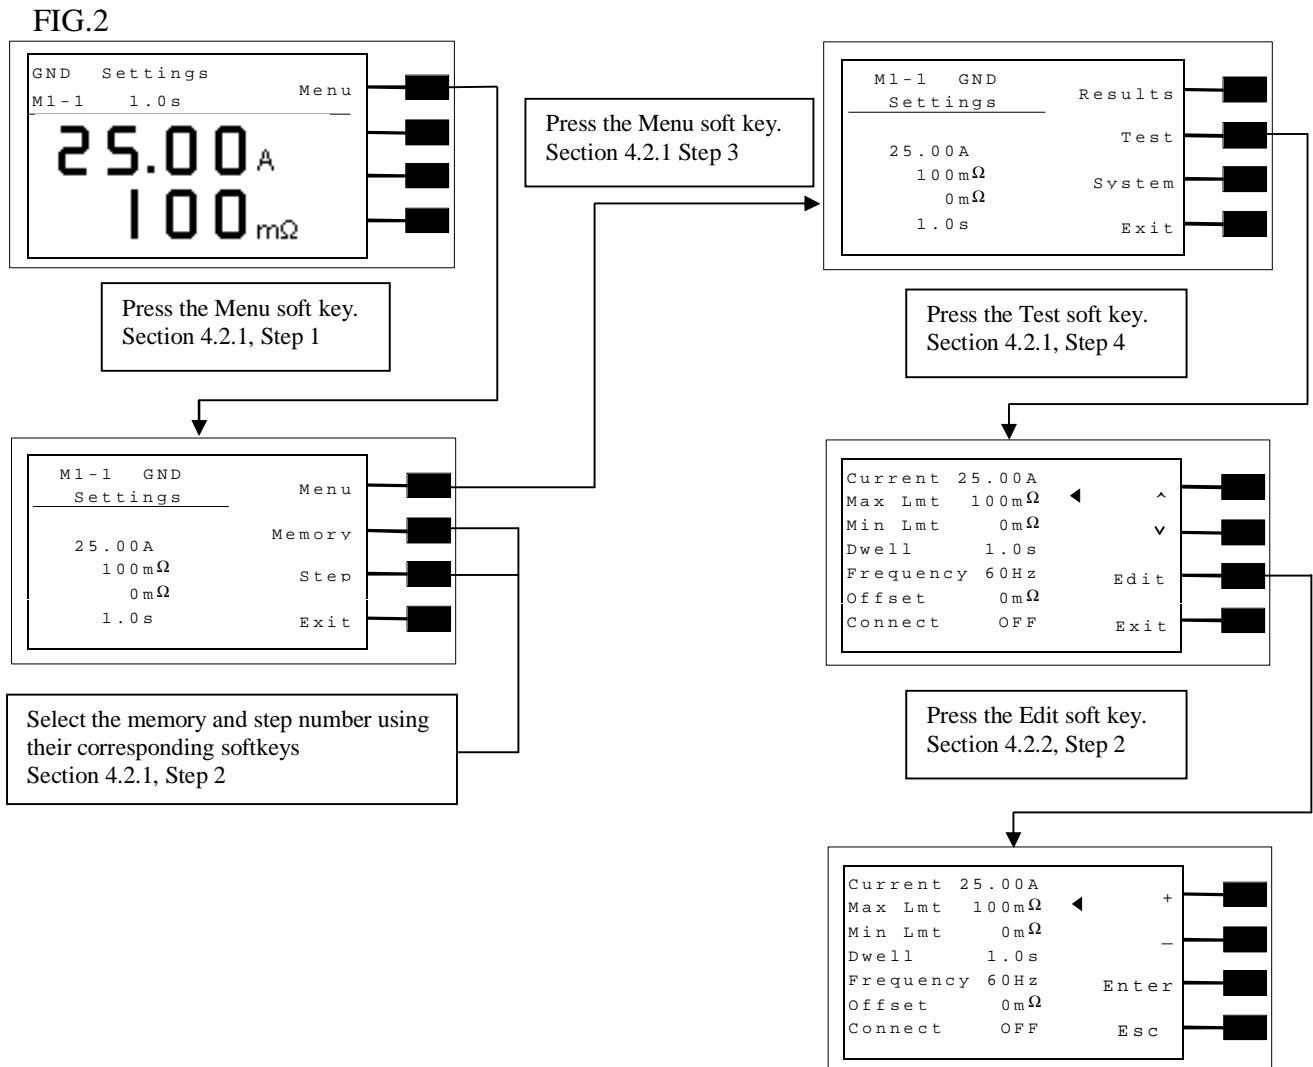 FIG.2
GND Settings
M1-1 1.0s
Menu
25.00A
100mΩ
Press the Menu soft key.
Section 4.2.1, Step 1
M1-1 GND
Settings
25.00A
100mΩ
0mΩ
1.0s
Menu
Memory
Step
Exit
Select the memory and step number using
their corresponding softkeys
Section 4.2.1, Step 2
Press the Menu soft key.
Section 4.2.1 Step 3
M1-1 GND
Settings
25.00A
100mΩ
0mΩ
1.0s
Results
Test
System
Exit
Press the Test soft key.
Section 4.2.1, Step 4
Current 25.00A
Max Lmt 100mΩ ◀
Min Lmt 0mΩ
Dwell 1.0s
Frequency 60Hz
Offset 0mΩ
Connect OFF
^
v
Edit
Exit
Press the Edit soft key.
Section 4.2.2, Step 2
Current 25.00A
Max Lmt 100mΩ ◀
Min Lmt 0mΩ
Dwell 1.0s
Frequency 60Hz
Offset 0mΩ
Connect OFF
+
–
Enter
Esc